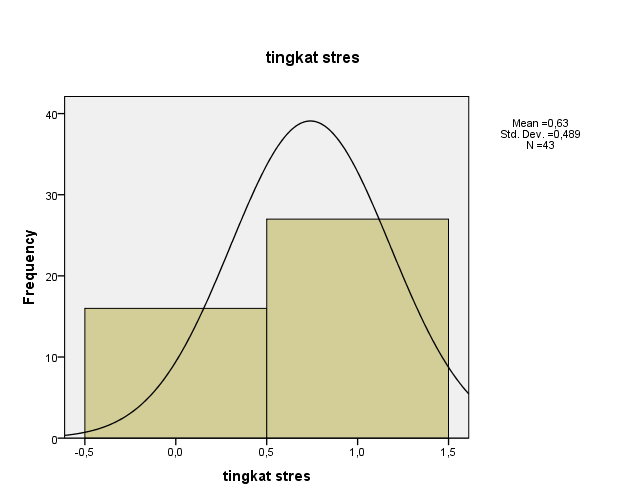 tingkat stres
Mean =0,63
Std. Dev. =0,489
N =43
Frequency
40
30
20
10
0
-0,5
0,0
0,5
1,0
1,5
tingkat stres